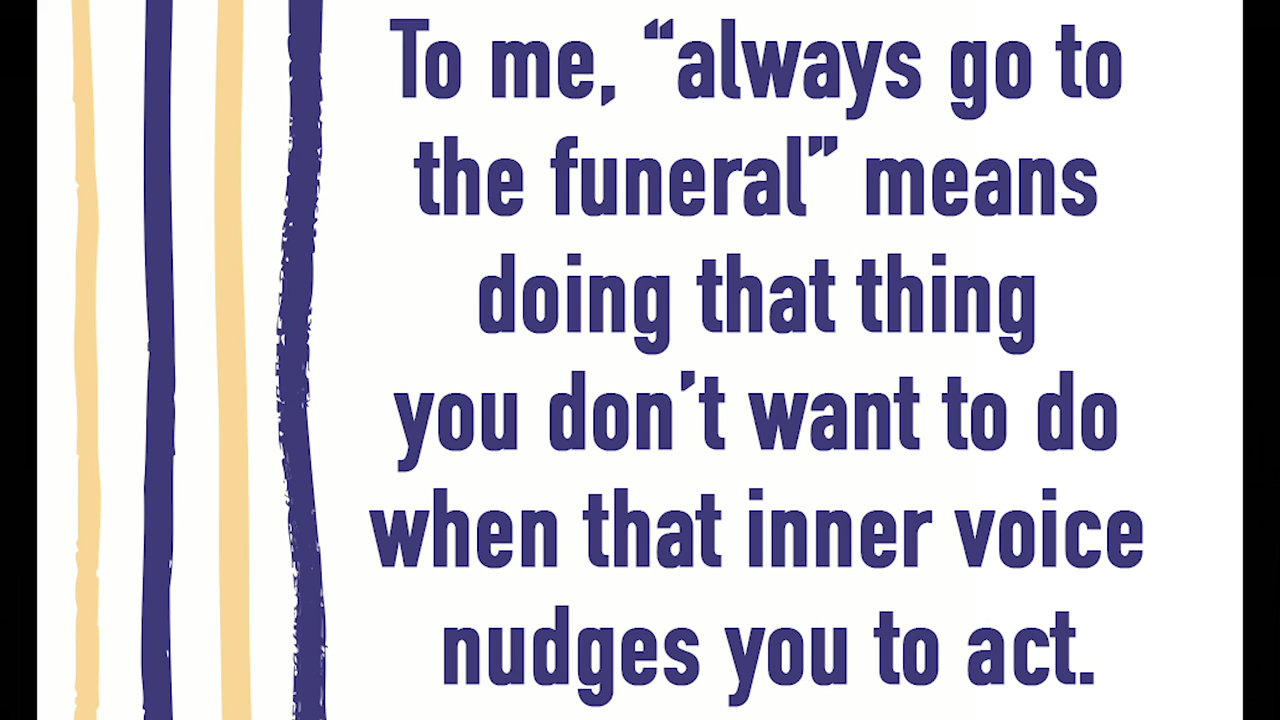 To me, “always go to
the funeral” means
doing that thing
you don’t want to do
when that inner voice
nudges you to act.